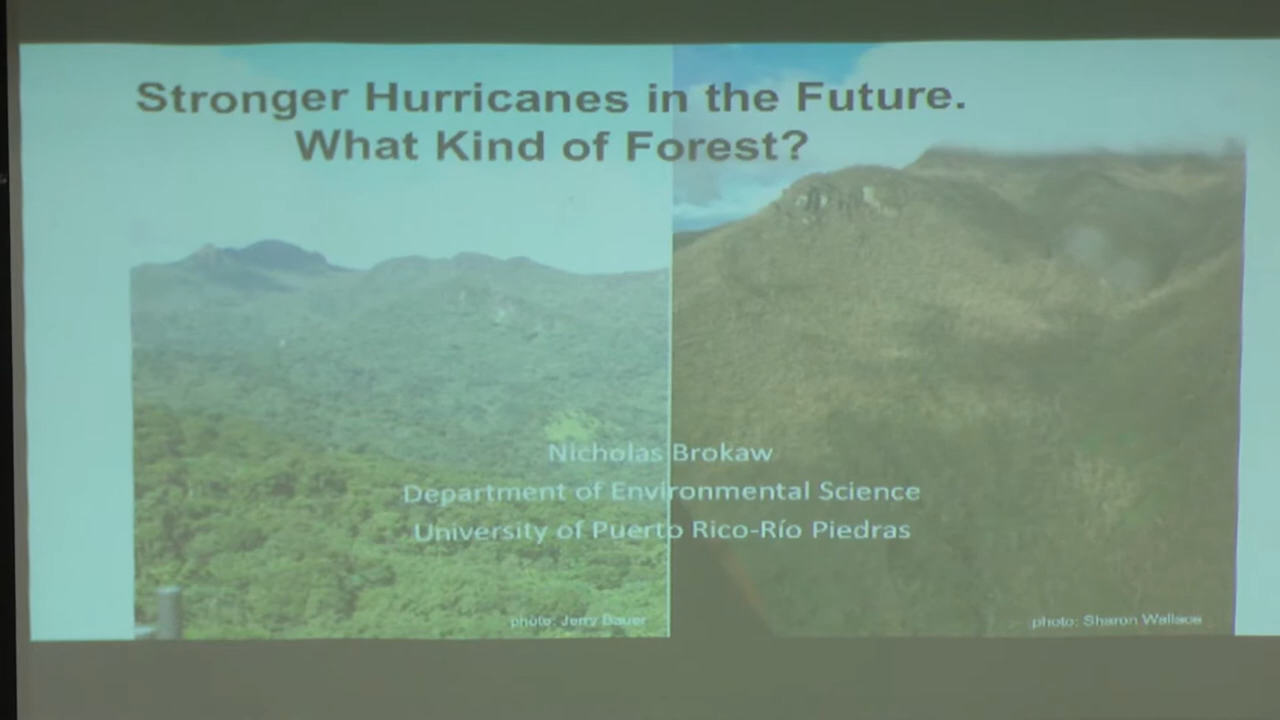 Stronger Hurricanes in the Future.
What Kind of Forest?
Nicholas Brokaw
Department of Environmental Science
University of Puerto Rico-Río Piedras
photo: Jerry Bauer
photo: Sharon Wallace